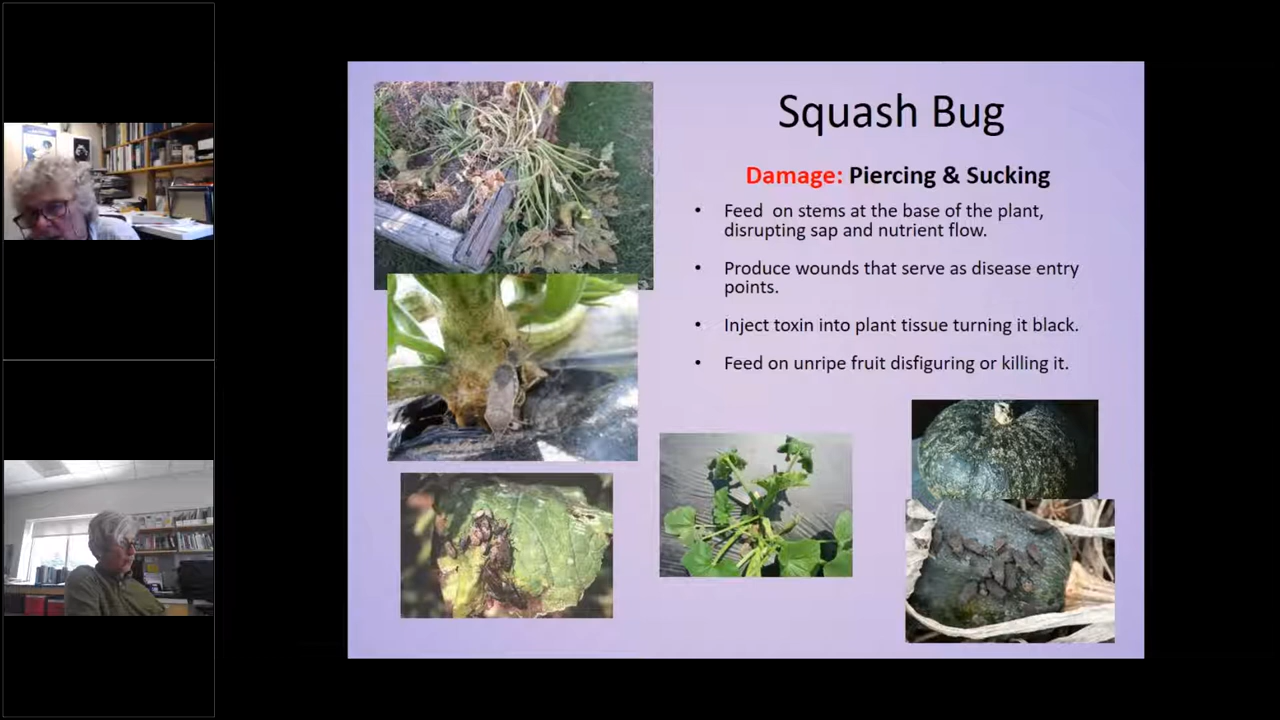 Squash Bug
Damage: Piercing & Sucking
• Feed on stems at the base of the plant,
disrupting sap and nutrient flow.
• Produce wounds that serve as disease entry
points.
• Inject toxin into plant tissue turning it black.
• Feed on unripe fruit disfiguring or killing it.